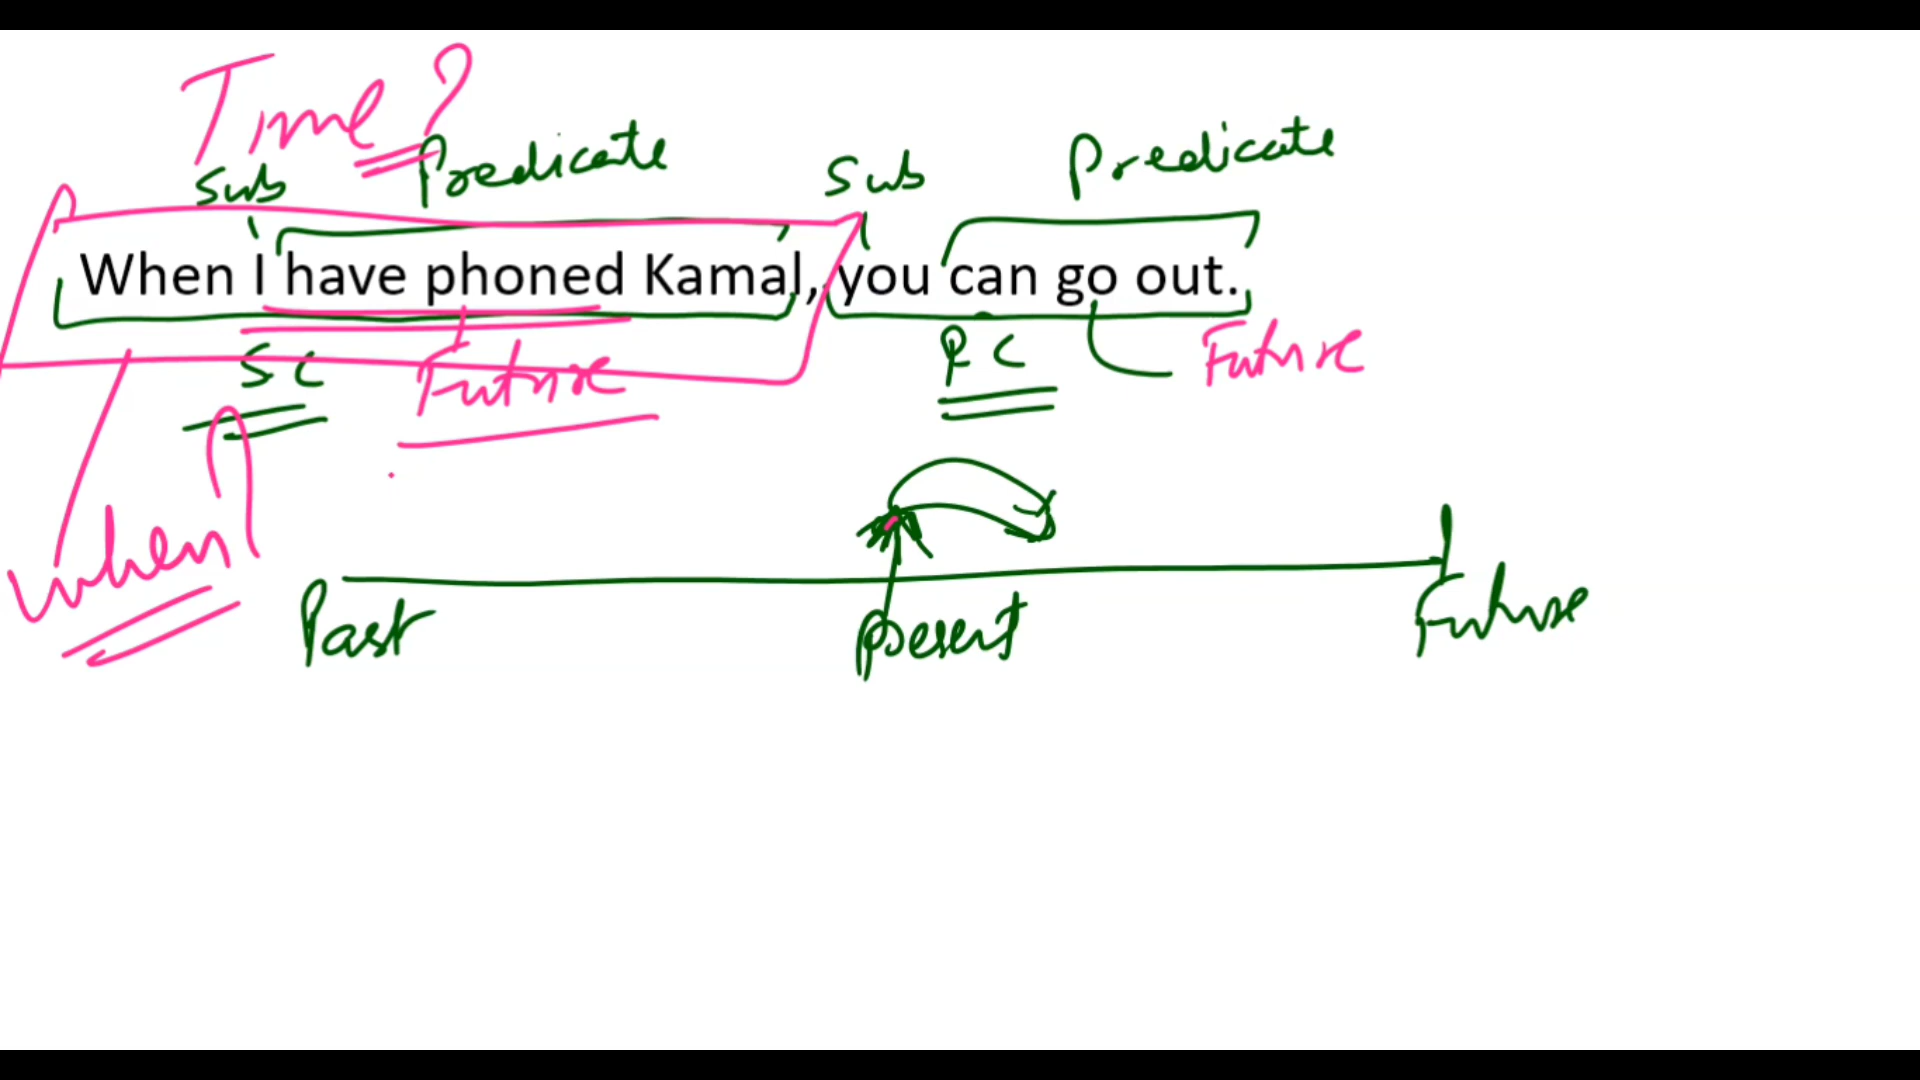 Time?
Sub Predicate Sub Predicate
When I have phoned Kamal, you can go out.
SC Future PC Future
When
Past Present Future